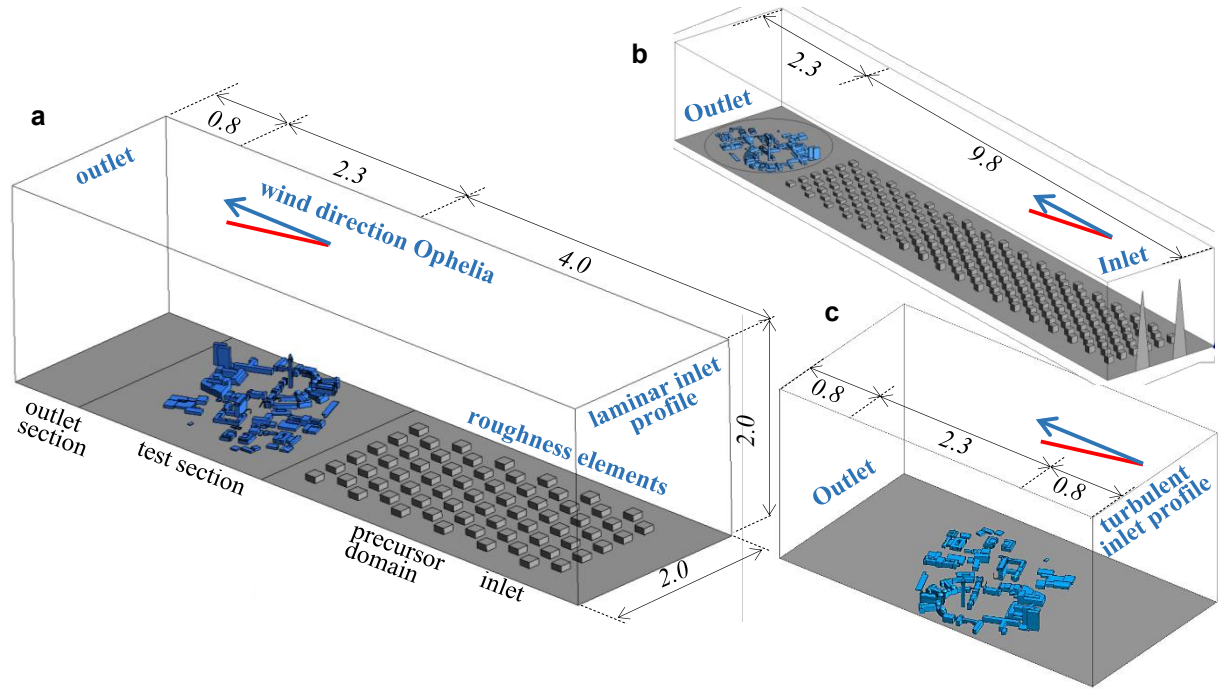 a
0.8
2.3
4.0
outlet
wind direction Ophelia
laminar inlet
profile
2.0
roughness elements
outlet
section
test section
precursor
domain
inlet
2.0
b
2.3
9.8
Outlet
Inlet
c
0.8
2.3
0.8
Outlet
turbulent
inlet profile